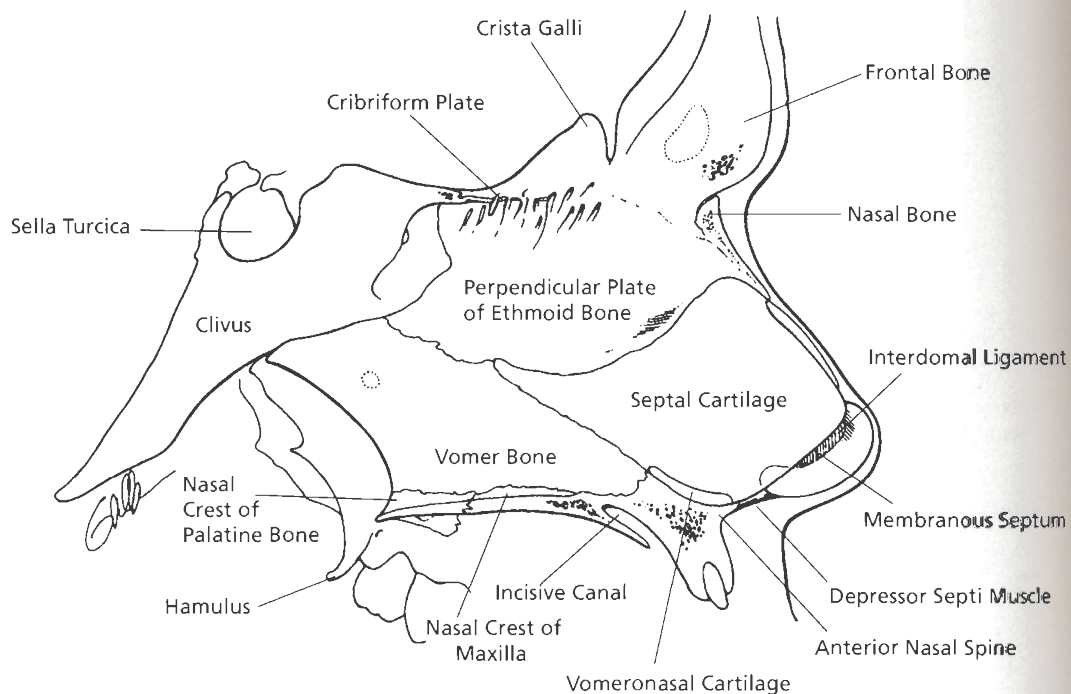 Crista Galli
Frontal Bone
Cribriform Plate
Nasal Bone
Sella Turcica
Perpendicular Plate
of Ethmoid Bone
Clivus
Interdomal Ligament
Septal Cartilage
Vomer Bone
Nasal
Crest of
Palatine Bone
Membranous Septum
Incisive Canal
Depressor Septi Muscle
Hamulus
Nasal Crest of
Maxilla
Anterior Nasal Spine
Vomeronasal Cartilage